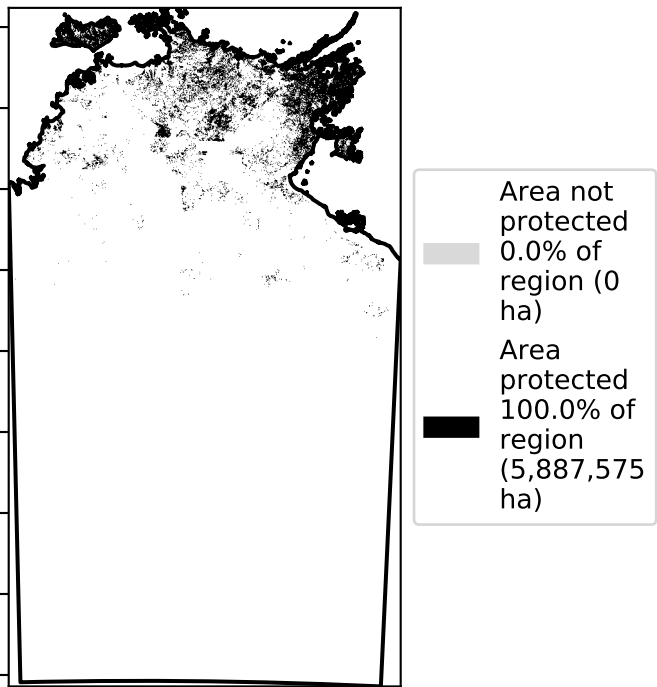 Area not
protected
0.0% of
region (0
ha)
Area
protected
100.0% of
region
(5,887,575
ha)